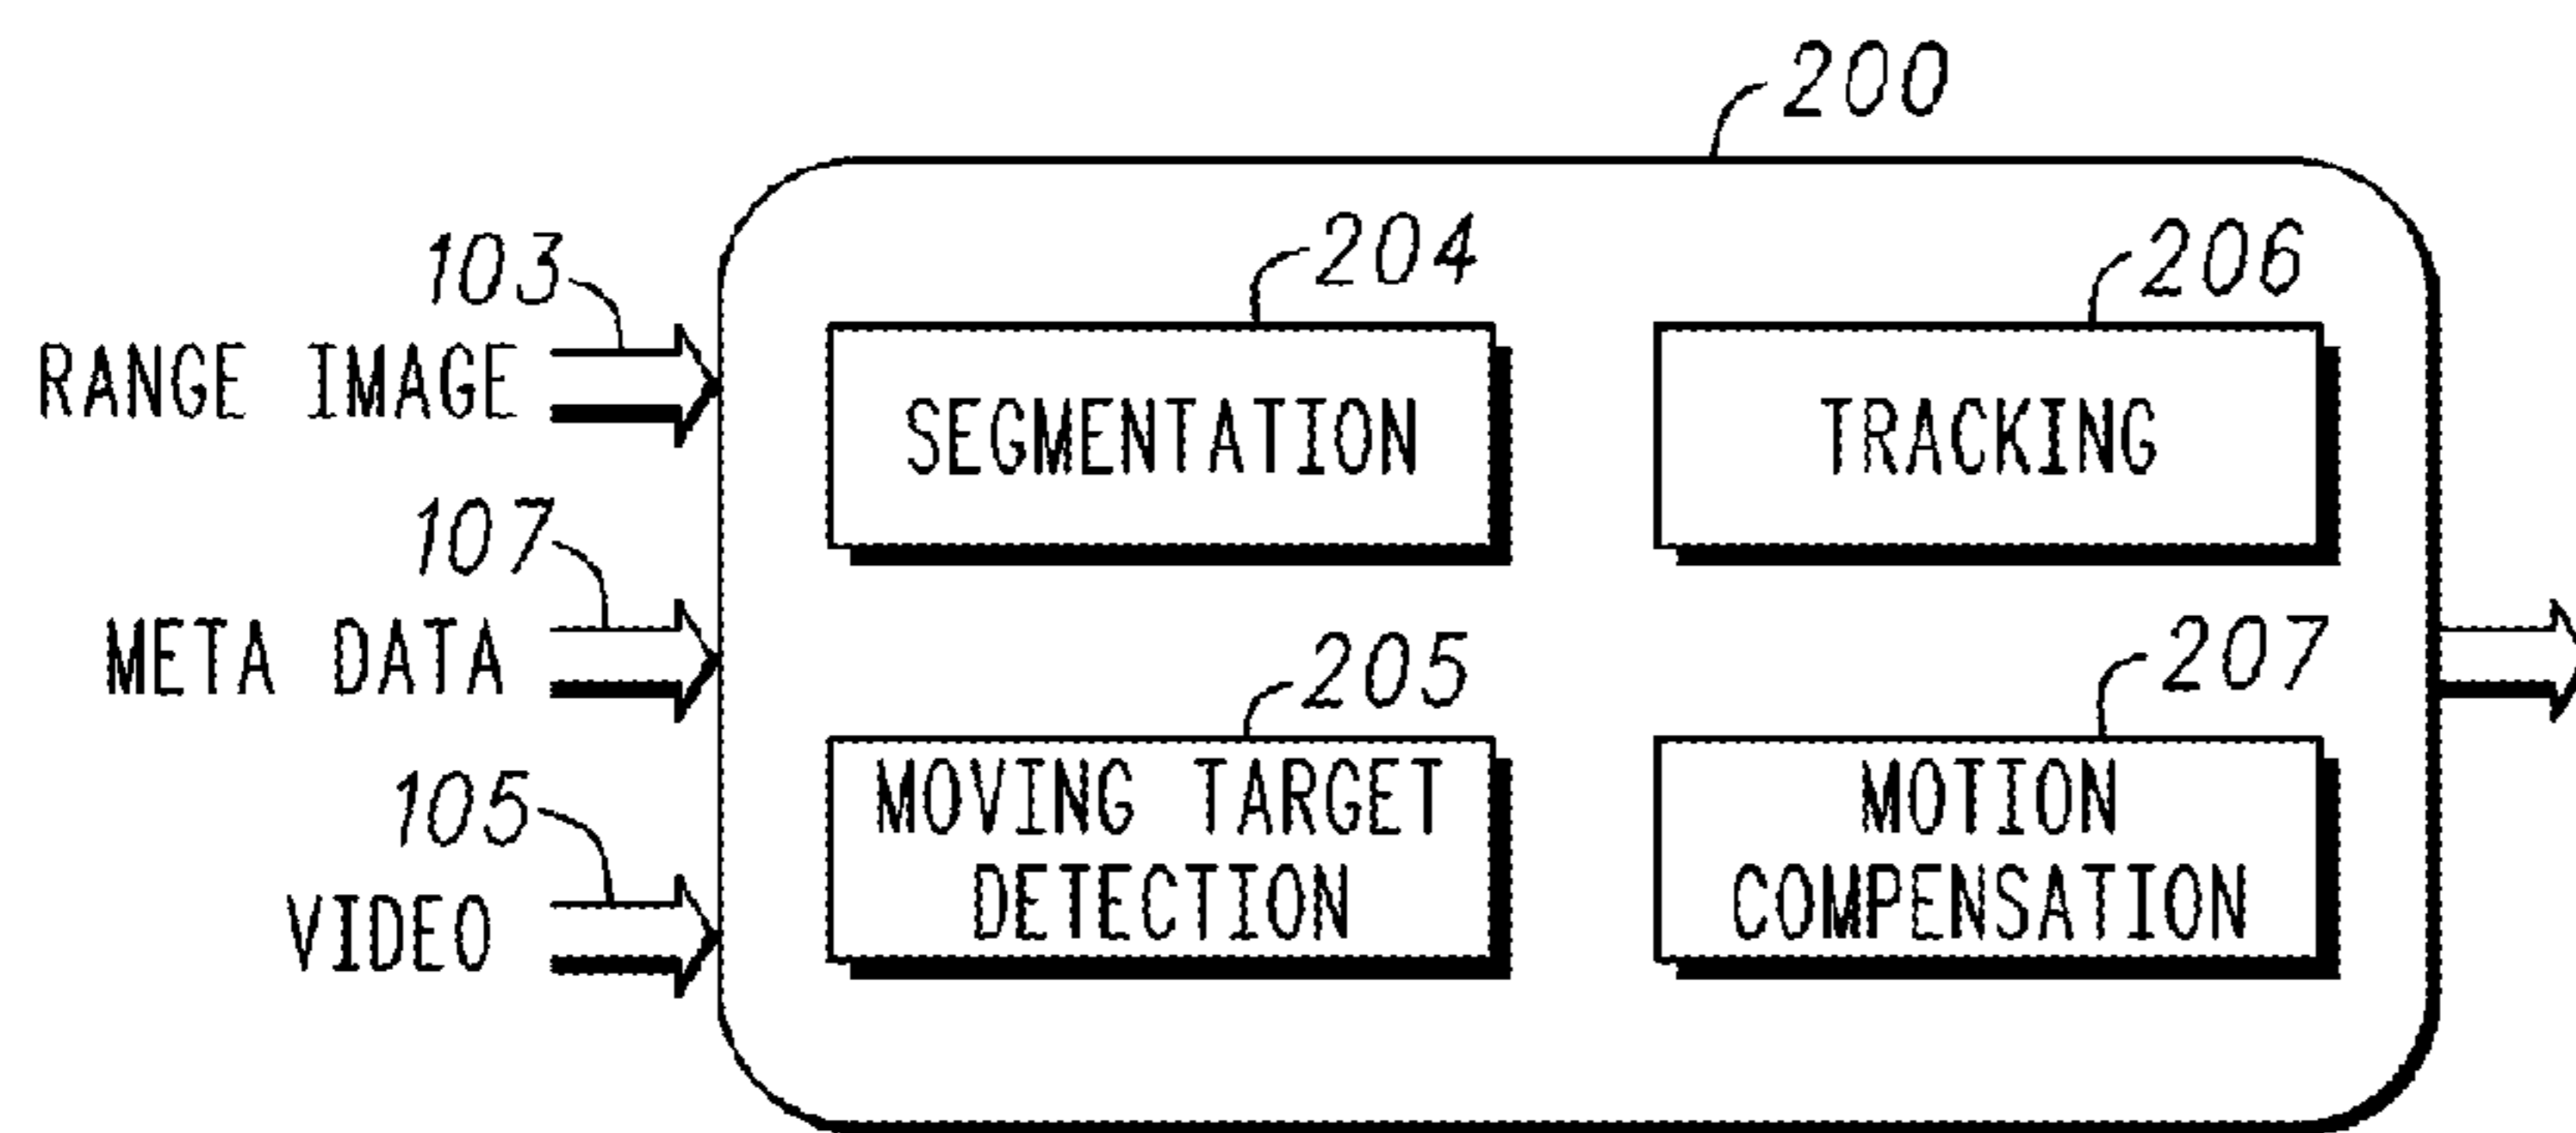 200
103
204
206
RANGE IMAGE
SEGMENTATION
TRACKING
107
META DATA
205
207
105
MOVING TARGET
DETECTION
MOTION
COMPENSATION
VIDEO